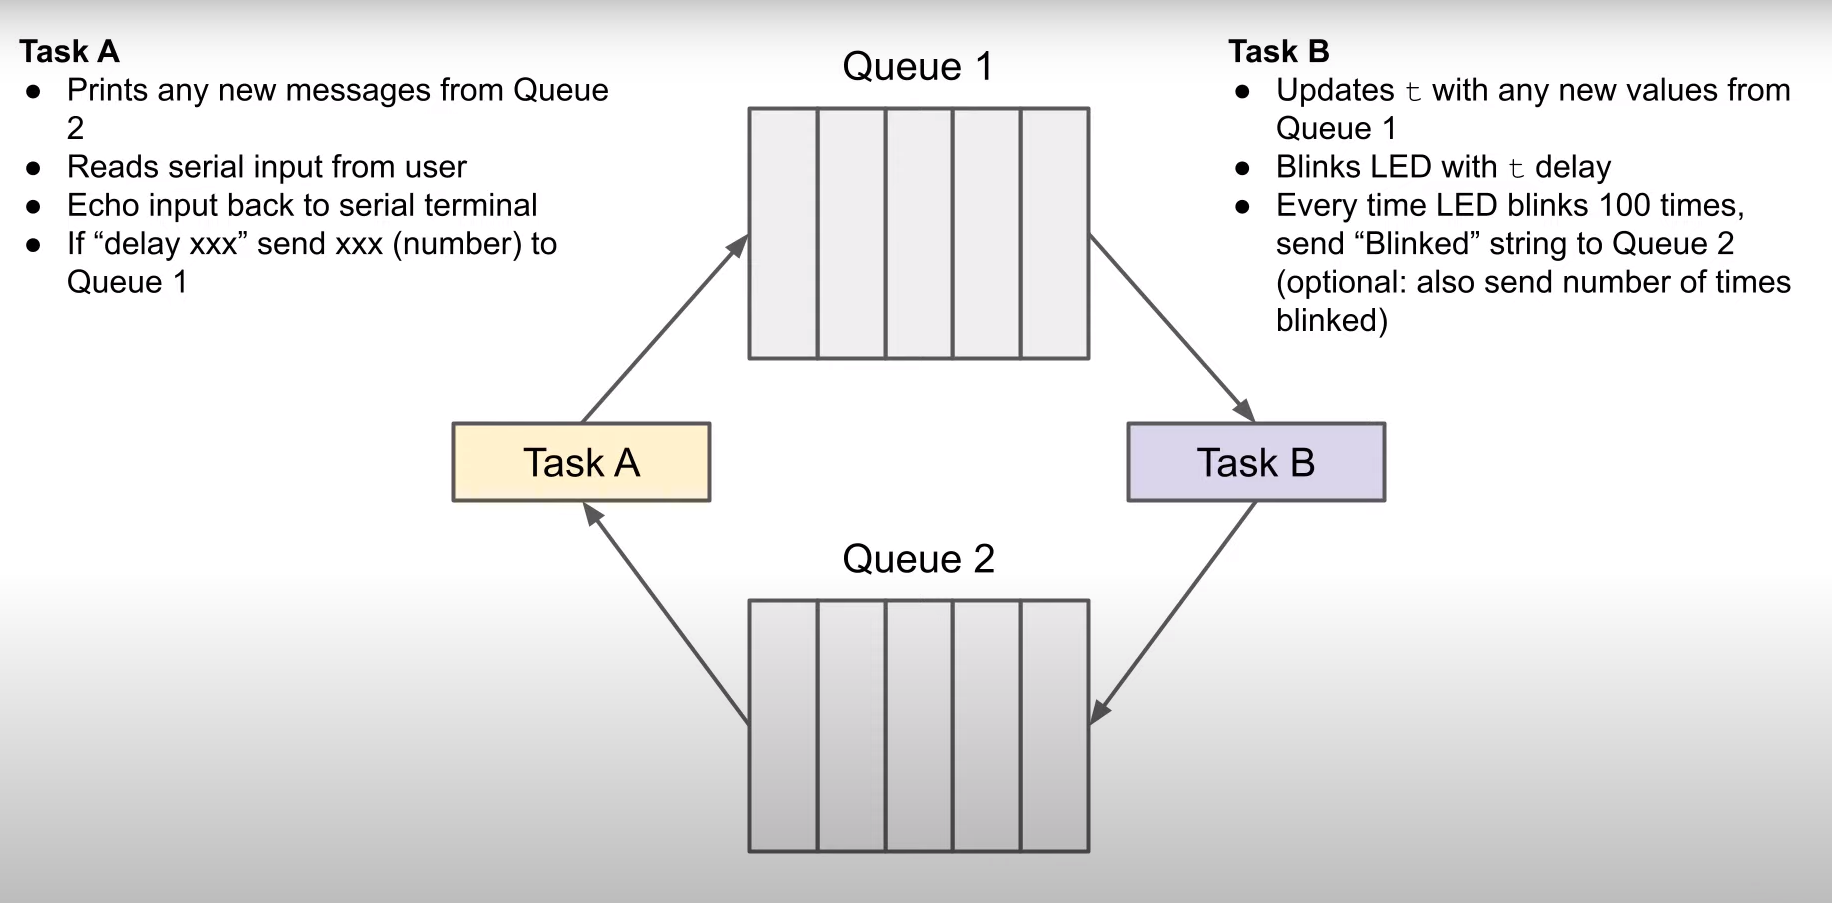 Task A
● Prints any new messages from Queue
2
● Reads serial input from user
● Echo input back to serial terminal
● If “delay xxx” send xxx (number) to
Queue 1
Queue 1
Task B
● Updates t with any new values from
Queue 1
● Blinks LED with t delay
● Every time LED blinks 100 times,
send “Blinked” string to Queue 2
(optional: also send number of times
blinked)
Task A
Task B
Queue 2